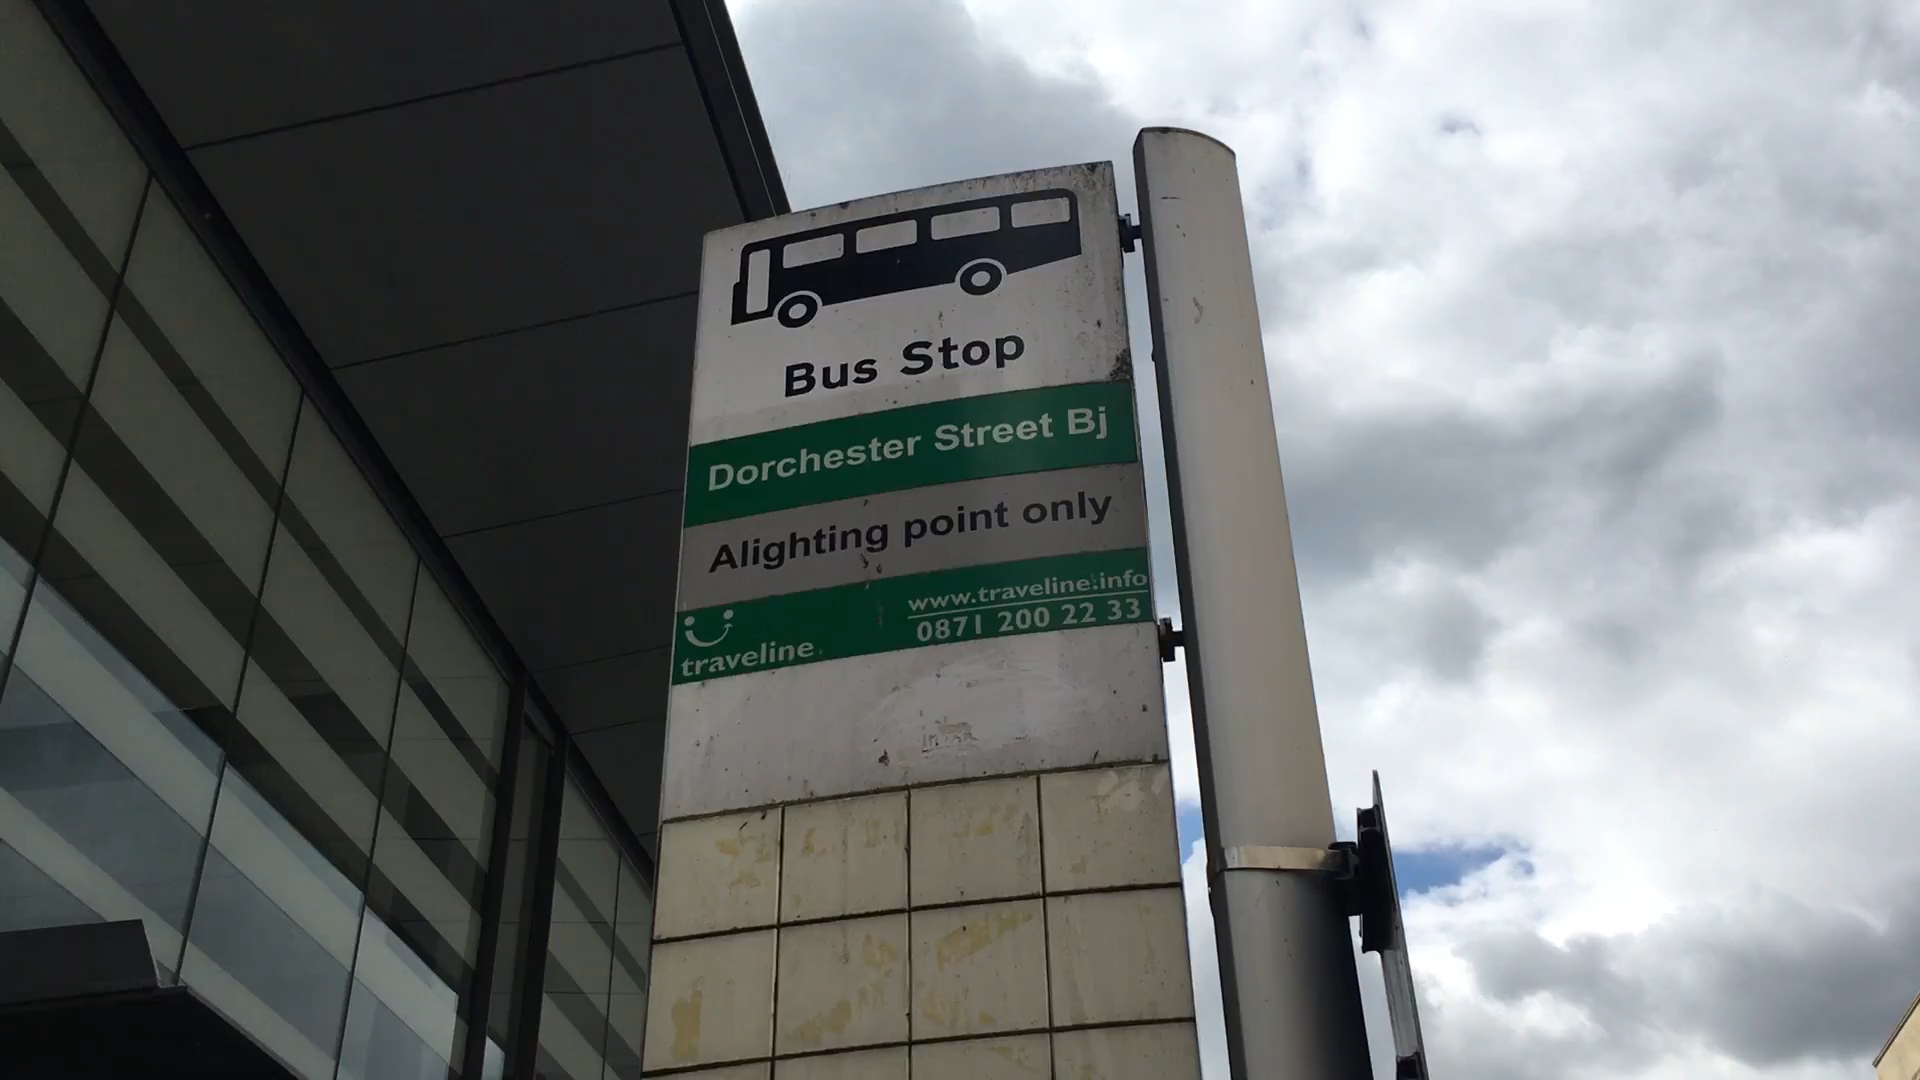 Bus Stop
Dorchester Street Bj
Alighting point only
www.traveline.info
traveline
0871 200 22 33